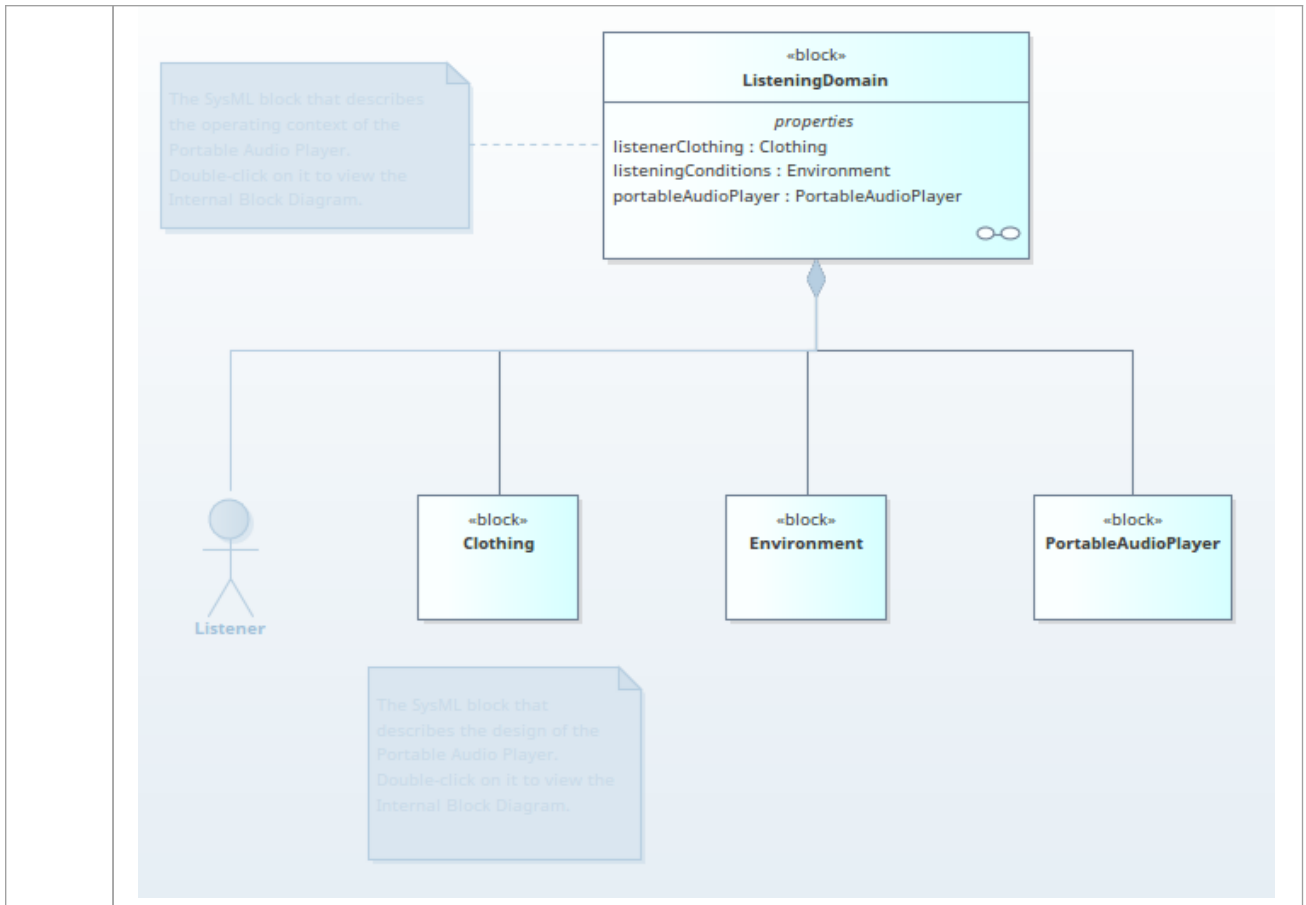 «block»
ListeningDomain
properties
listenerClothing : Clothing
listeningConditions : Environment
portableAudioPlayer : PortableAudioPlayer
The SysML block that describes
the operating context of the
Portable Audio Player.
Double-click on it to view the
Internal Block Diagram.
Listener
«block»
Clothing
«block»
Environment
«block»
PortableAudioPlayer
The SysML block that
describes the design of the
Portable Audio Player.
Double-click on it to view the
Internal Block Diagram.